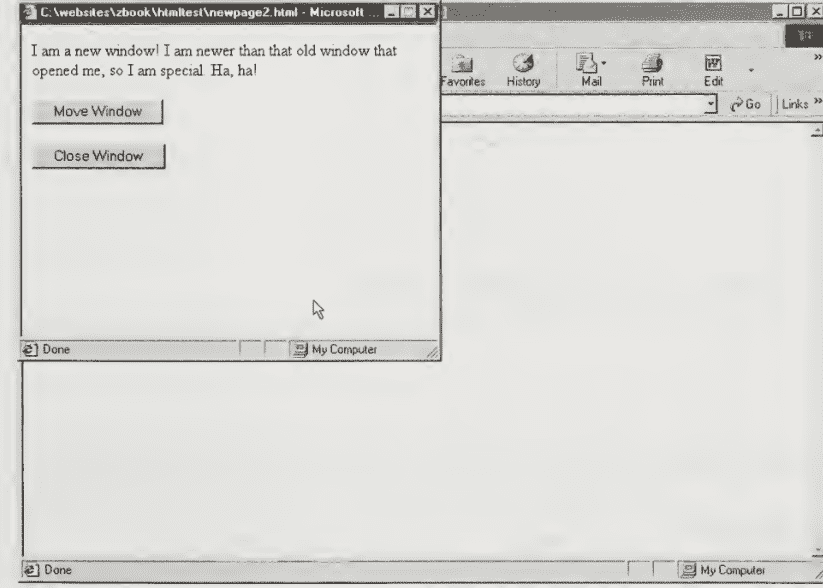 C:\websites\zbook\htmltest\newpage2.html - Microsoft ...
I am a new window! I am newer than that old window that
opened me, so I am special. Ha, ha!
Move Window
Close Window
Done
My Computer
Favorites
History
Mail
Print
Edit
»
Go
Links »
Done
My Computer